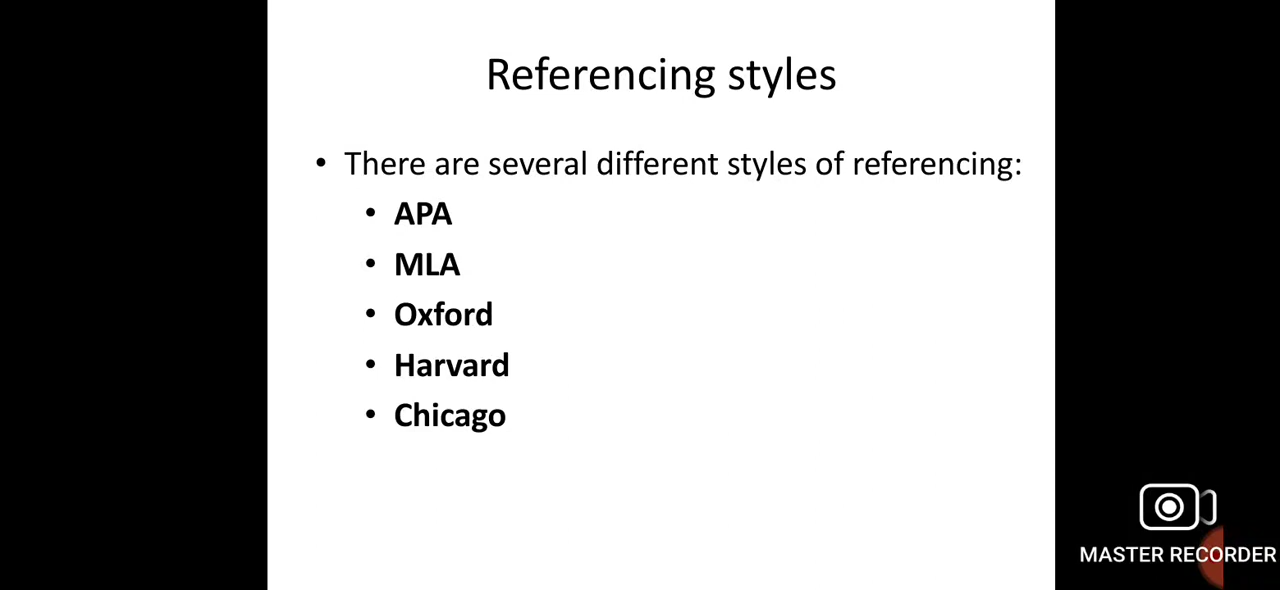 Referencing styles
• There are several different styles of referencing:
• APA
• MLA
• Oxford
• Harvard
• Chicago
MASTER RECORDER